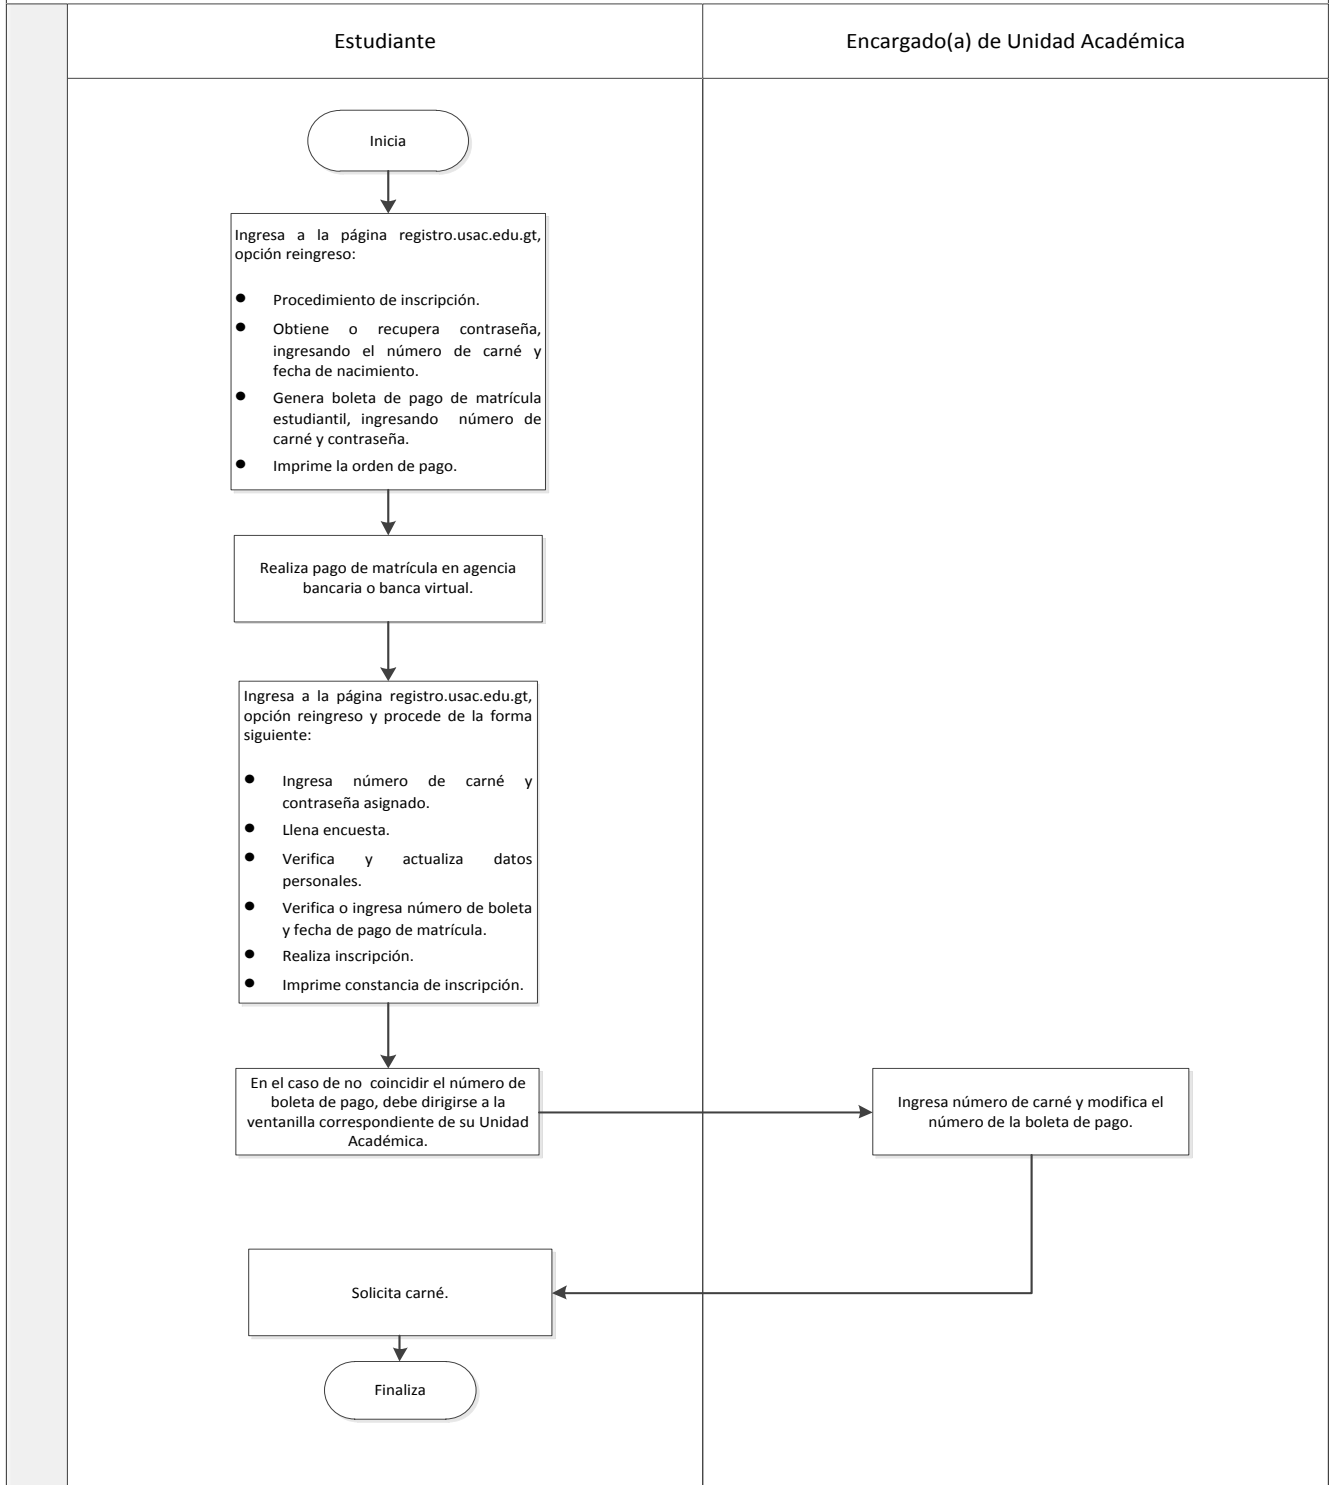 Estudiante
Encargado(a) de Unidad Académica
Inicia
Ingresa a la página registro.usac.edu.gt,
opción reingreso:
● Procedimiento de inscripción.
● Obtiene o recupera contraseña,
ingresando el número de carné y
fecha de nacimiento.
● Genera boleta de pago de matrícula
estudiantil, ingresando número de
carné y contraseña.
● Imprime la orden de pago.
Realiza pago de matrícula en agencia
bancaria o banca virtual.
Ingresa a la página registro.usac.edu.gt,
opción reingreso y procede de la forma
siguiente:
● Ingresa número de carné y
contraseña asignado.
● Llena encuesta.
● Verifica y actualiza datos
personales.
● Verifica o ingresa número de boleta
y fecha de pago de matrícula.
● Realiza inscripción.
● Imprime constancia de inscripción.
En el caso de no coincidir el número de
boleta de pago, debe dirigirse a la
ventanilla correspondiente de su Unidad
Académica.
Ingresa número de carné y modifica el
número de la boleta de pago.
Solicita carné.
Finaliza